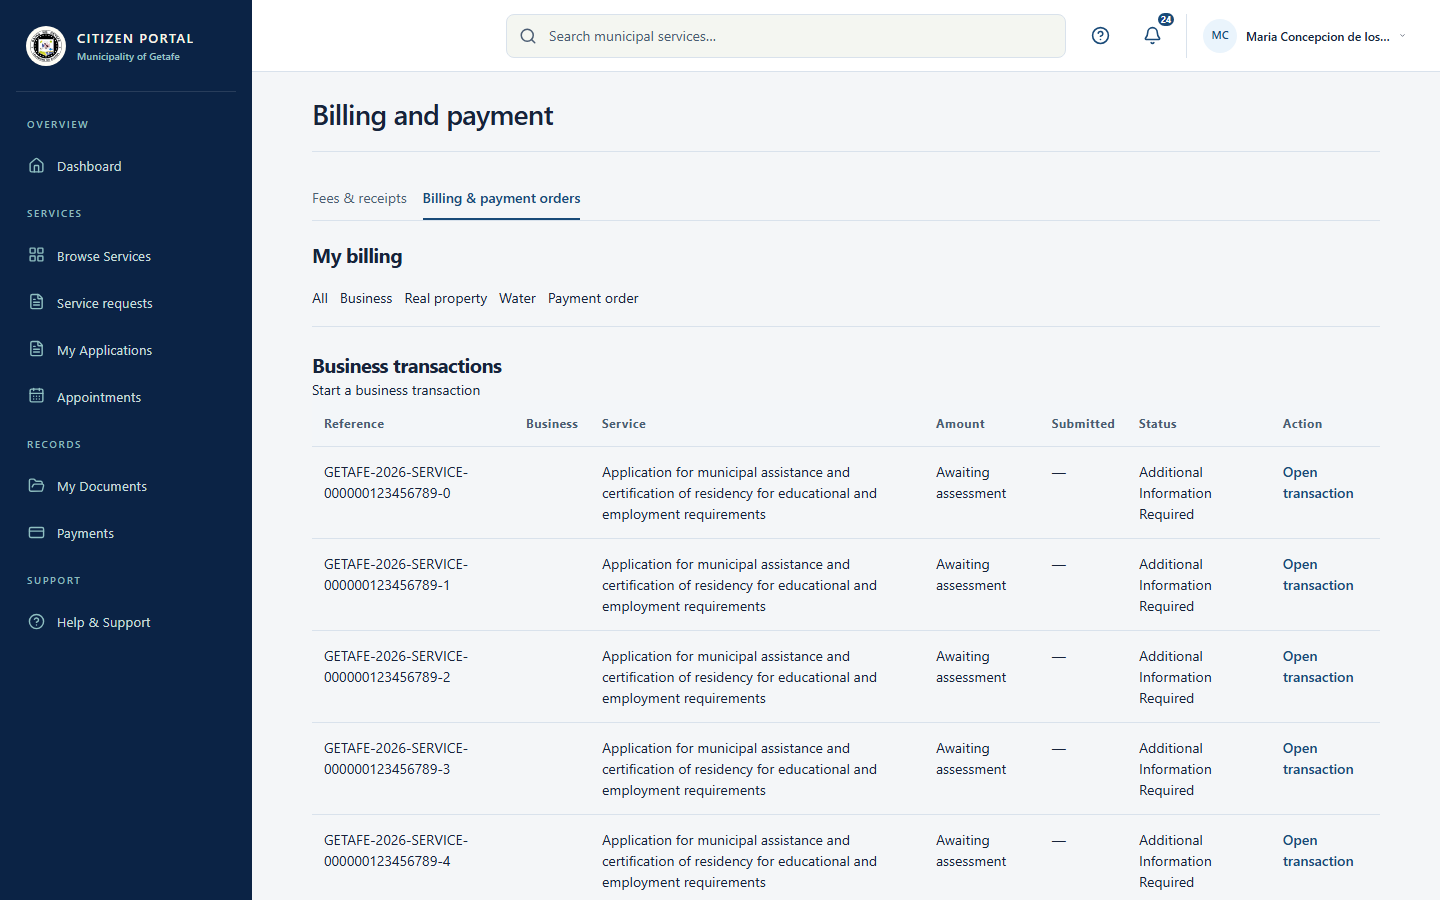 CITIZEN PORTAL
Municipality of Getafe
OVERVIEW
Dashboard
SERVICES
Browse Services
Service requests
My Applications
Appointments
RECORDS
My Documents
Payments
SUPPORT
Help & Support
Search municipal services...
24
MC
Maria Concepcion de los...
Billing and payment
Fees & receipts
Billing & payment orders
My billing
All Business Real property Water Payment order
Business transactions
Start a business transaction
Reference Business Service Amount Submitted Status Action
GETAFE-2026-SERVICE- Application for municipal assistance and Awaiting — Additional Open
000000123456789-0 certification of residency for educational and assessment Information transaction
employment requirements Required
GETAFE-2026-SERVICE- Application for municipal assistance and Awaiting — Additional Open
000000123456789-1 certification of residency for educational and assessment Information transaction
employment requirements Required
GETAFE-2026-SERVICE- Application for municipal assistance and Awaiting — Additional Open
000000123456789-2 certification of residency for educational and assessment Information transaction
employment requirements Required
GETAFE-2026-SERVICE- Application for municipal assistance and Awaiting — Additional Open
000000123456789-3 certification of residency for educational and assessment Information transaction
employment requirements Required
GETAFE-2026-SERVICE- Application for municipal assistance and Awaiting — Additional Open
000000123456789-4 certification of residency for educational and assessment Information transaction
employment requirements Required